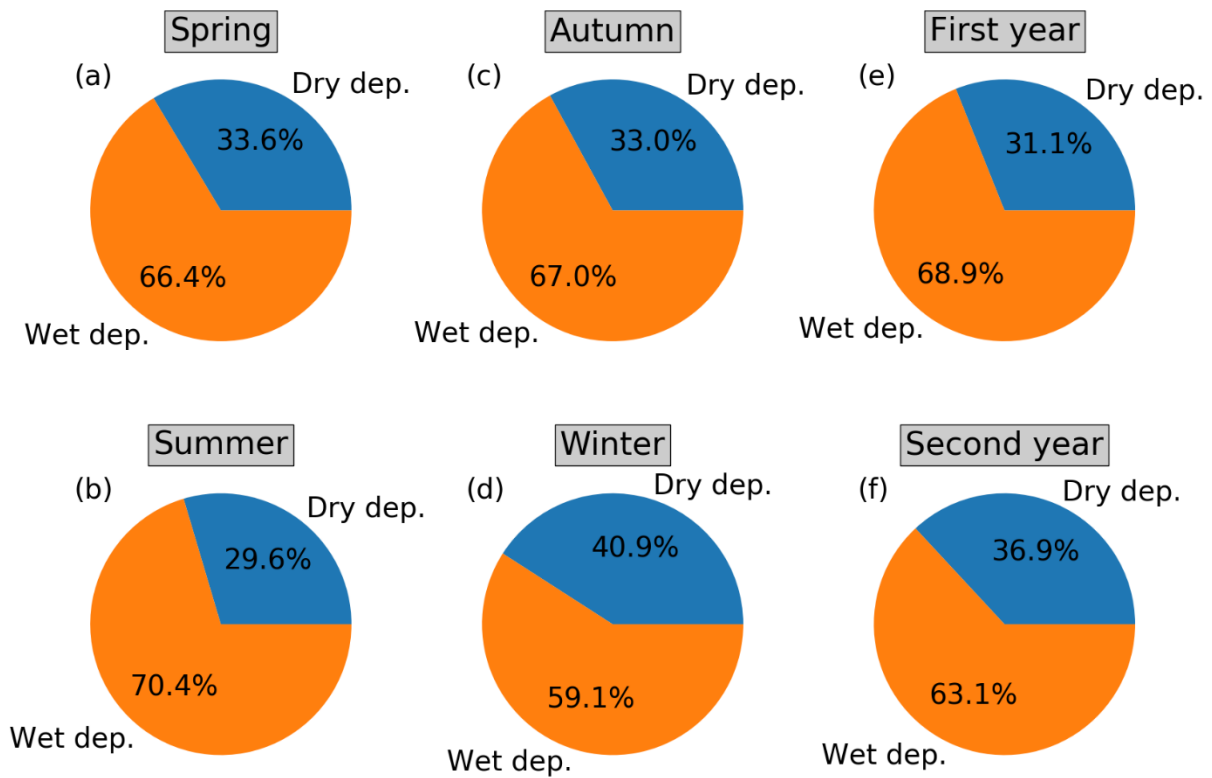 Spring
(a)
Dry dep.
33.6%
66.4%
Wet dep.
Autumn
(c)
Dry dep.
33.0%
67.0%
Wet dep.
First year
(e)
Dry dep.
31.1%
68.9%
Wet dep.
Summer
(b)
Dry dep.
29.6%
70.4%
Wet dep.
Winter
(d)
Dry dep.
40.9%
59.1%
Wet dep.
Second year
(f)
Dry dep.
36.9%
63.1%
Wet dep.